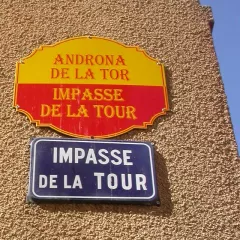 ANDRONA
DE LA TOR
IMPASSE
DE LA TOUR
IMPASSE
DE LA TOUR